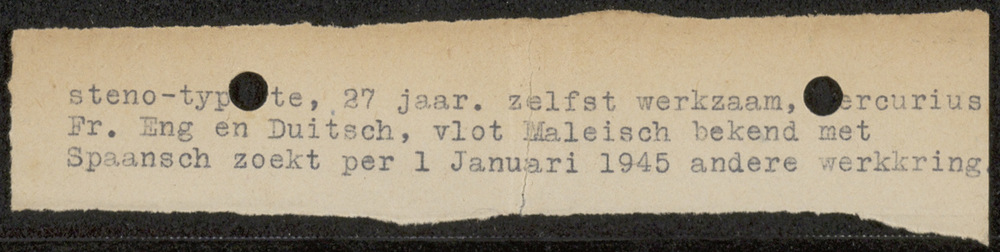 steno-typ te, 27 jaar. zelfst werkzaam, ercurius
Fr. Eng en Duitsch, vlot Maleisch bekend met
Spaansch zoekt per 1 Januari 1945 andere werkkring